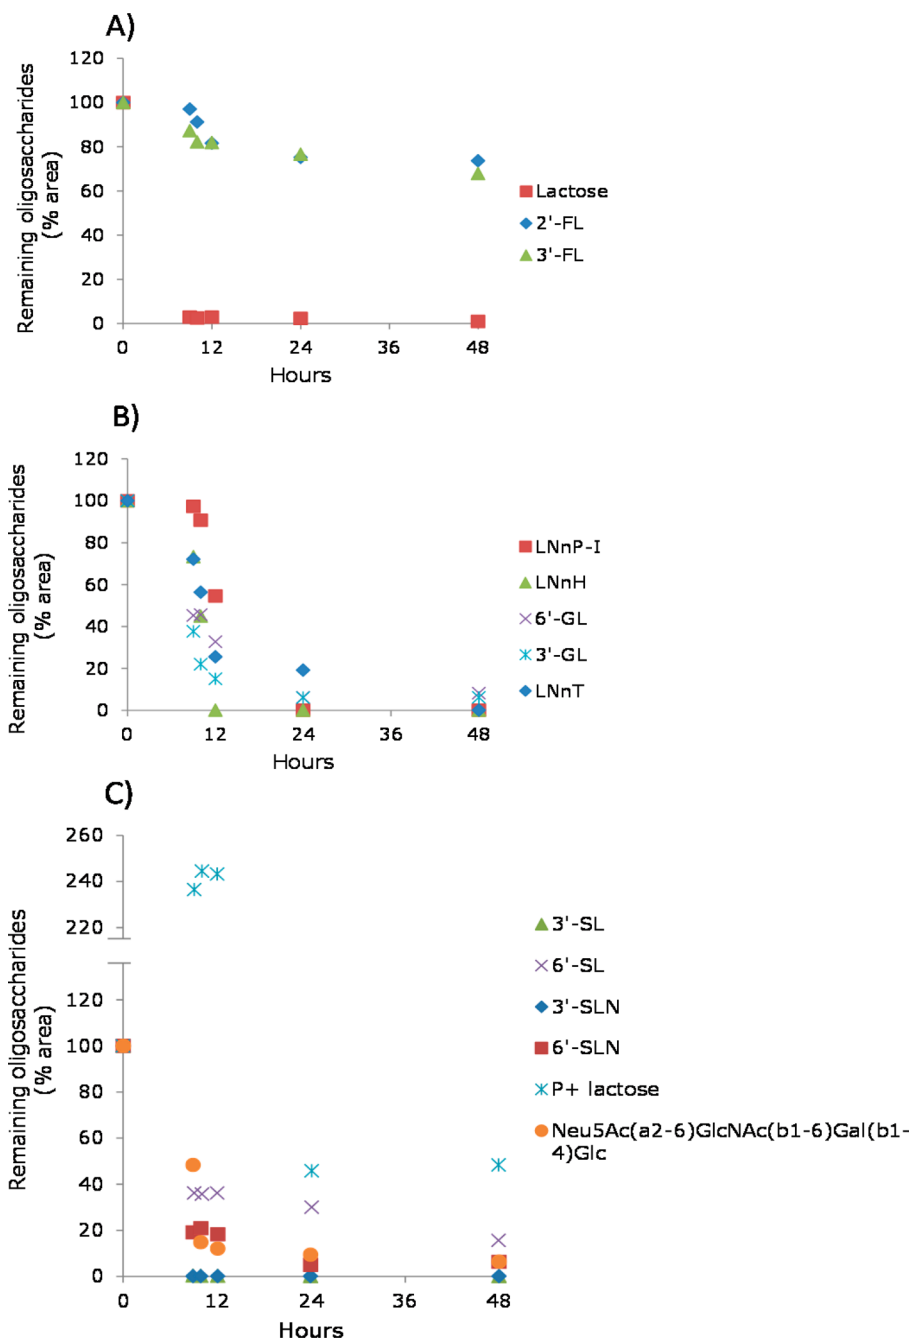 A)
Remaining oligosaccharides
(% area)
120
100
80
60
40
20
0
0 12 24 36 48
Hours
Lactose
2'-FL
3'-FL
B)
Remaining oligosaccharides
(% area)
120
100
80
60
40
20
0
0 12 24 36 48
Hours
LNnP-I
LNnH
6'-GL
3'-GL
LNnT
C)
Remaining oligosaccharides
(% area)
260
240
220
120
100
80
60
40
20
0
0 12 24 36 48
Hours
3'-SL
6'-SL
3'-SLN
6'-SLN
P+ lactose
Neu5Ac(a2-6)GlcNAc(b1-6)Gal(b1-
4)Glc